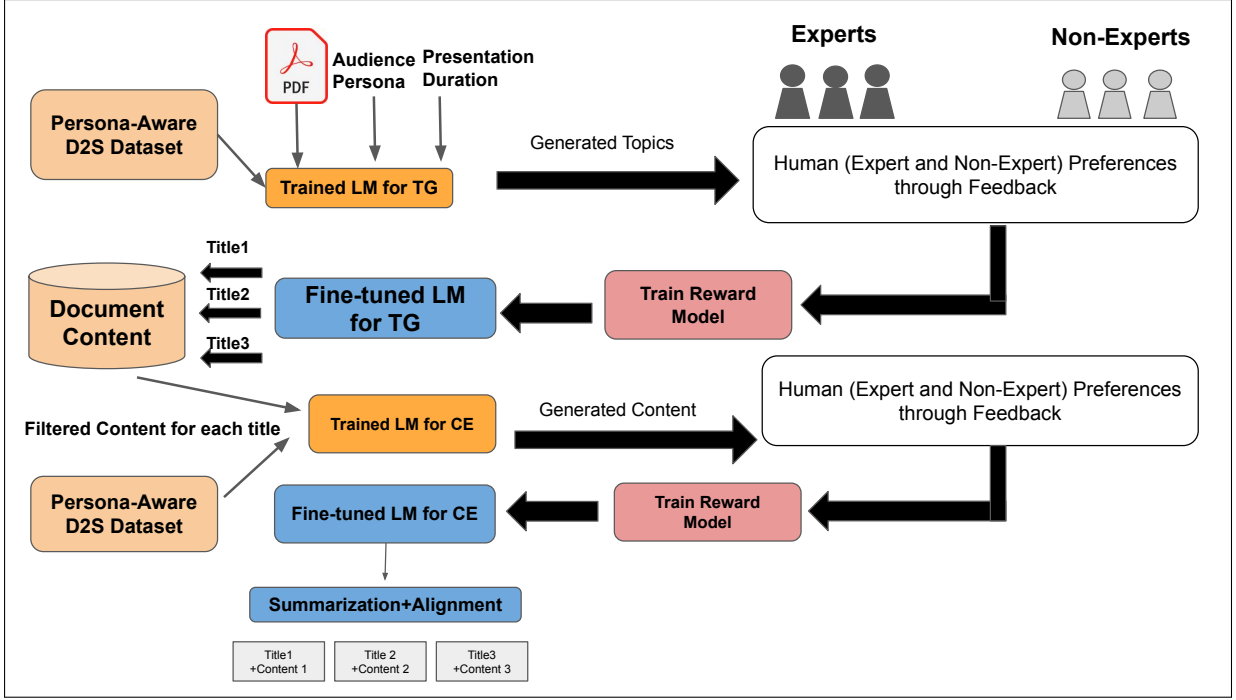 Experts
Non-Experts
Audience
Persona
Presentation
Duration
PDF
Persona-Aware
D2S Dataset
Trained LM for TG
Generated Topics
Human (Expert and Non-Expert) Preferences
through Feedback
Title1
Title2
Title3
Document
Content
Fine-tuned LM
for TG
Train Reward
Model
Human (Expert and Non-Expert) Preferences
through Feedback
Filtered Content for each title
Trained LM for CE
Generated Content
Persona-Aware
D2S Dataset
Fine-tuned LM for CE
Train Reward
Model
Summarization+Alignment
Title1
+Content 1
Title 2
+Content 2
Title3
+Content 3